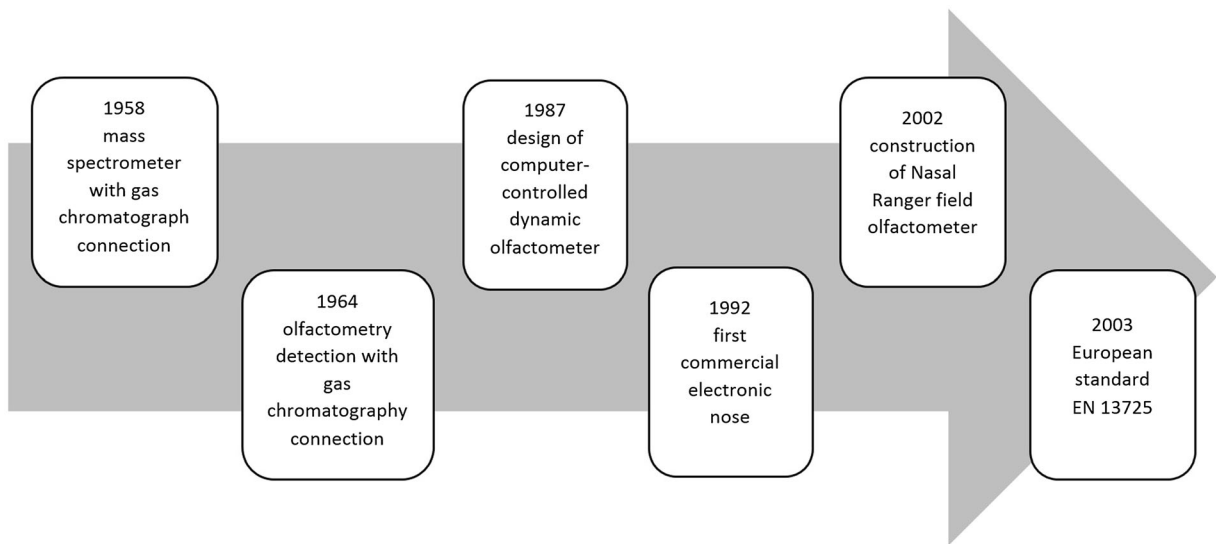 1958
mass
spectrometer
with gas
chromatograph
connection
1964
olfactometry
detection with
gas
chromatography
connection
1987
design of
computer-
controlled
dynamic
olfactometer
1992
first
commercial
electronic
nose
2002
construction
of Nasal
Ranger field
olfactometer
2003
European
standard
EN 13725